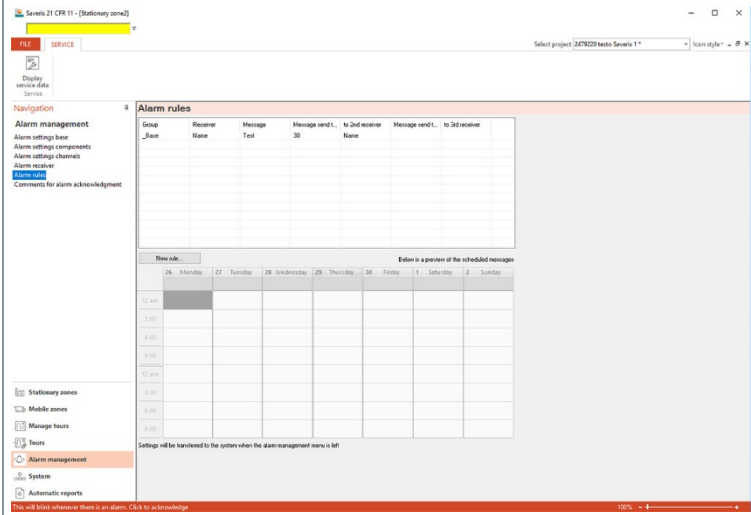 Saveris 21 CFR 11 - [Stationary zone2]
FILE SERVICE
Select project 2479220 testo Saveris 1 * Icon style
Display
service data
Service
Navigation
Alarm management
Alarm settings base
Alarm settings components
Alarm settings channels
Alarm receiver
Alarm rules
Comments for alarm acknowledgment
Alarm rules
Group Receiver Message Message send t... to 2nd receiver Message send t... to 3rd receiver
_Base Name Test 30 Name
New rule...
Below is a preview of the scheduled messages
26 Monday 27 Tuesday 28 Wednesday 29 Thursday 30 Friday 1 Saturday 2 Sunday
12 am
3:00
6:00
9:00
12 pm
3:00
6:00
9:00
Settings will be transferred to the system when the alarm management menu is left
Stationary zones
Mobile zones
Manage tours
Tours
Alarm management
System
Automatic reports
This will blink whenever there is an alarm. Click to acknowledge
100% - +